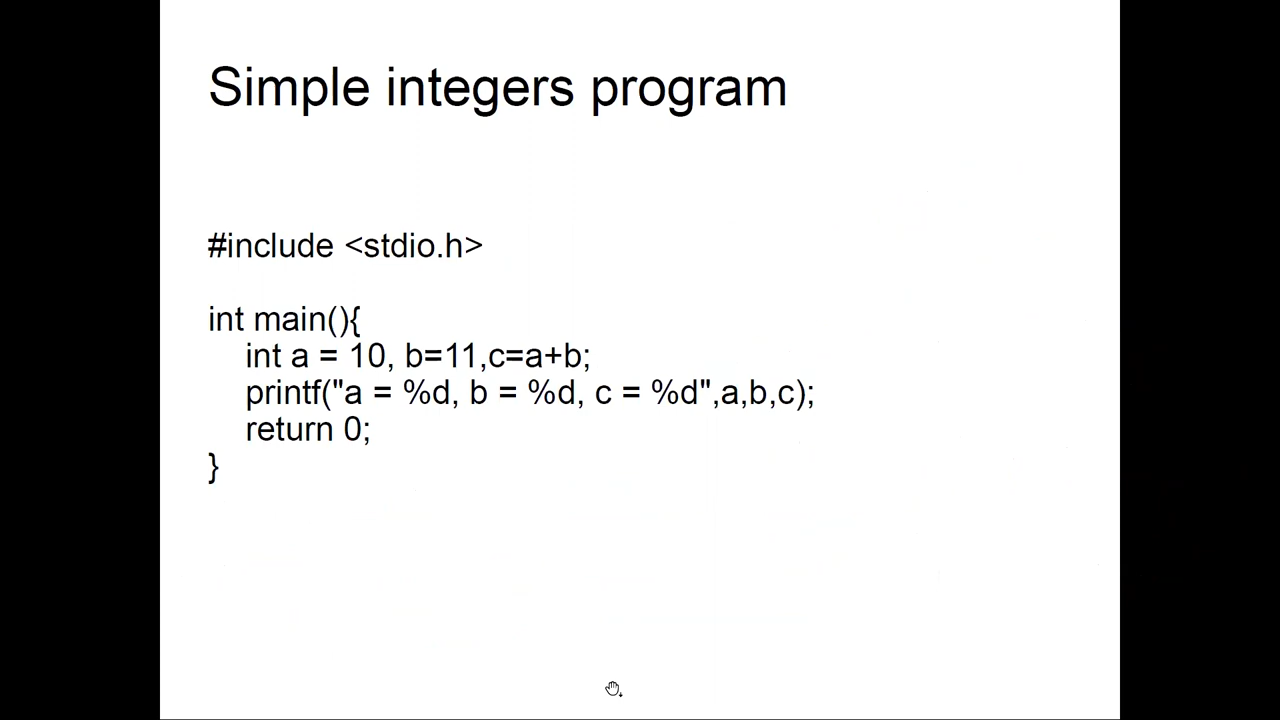 Simple integers program
#include <stdio.h>
int main(){
int a = 10, b=11,c=a+b;
printf("a = %d, b = %d, c = %d",a,b,c);
return 0;
}